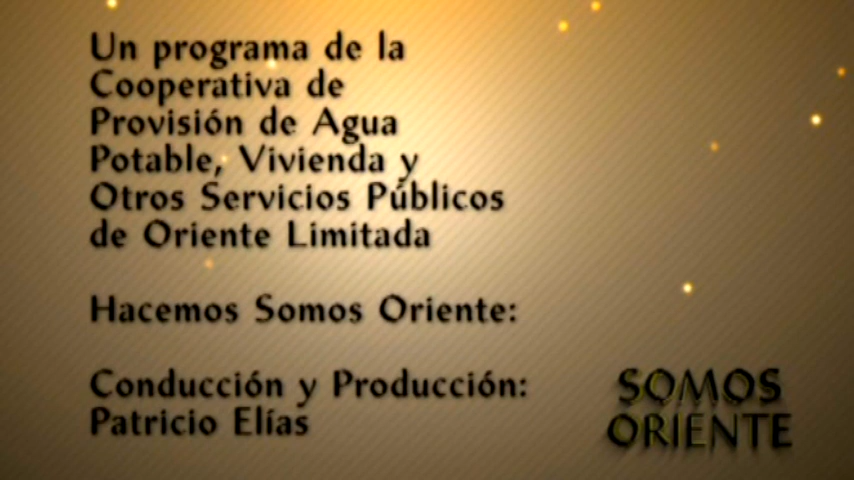 Un programa de la
Cooperativa de
Provisión de Agua
Potable, Vivienda y
Otros Servicios Públicos
de Oriente Limitada
Hacemos Somos Oriente:
Conducción y Producción:
Patricio Elías
SOMOS
ORIENTE